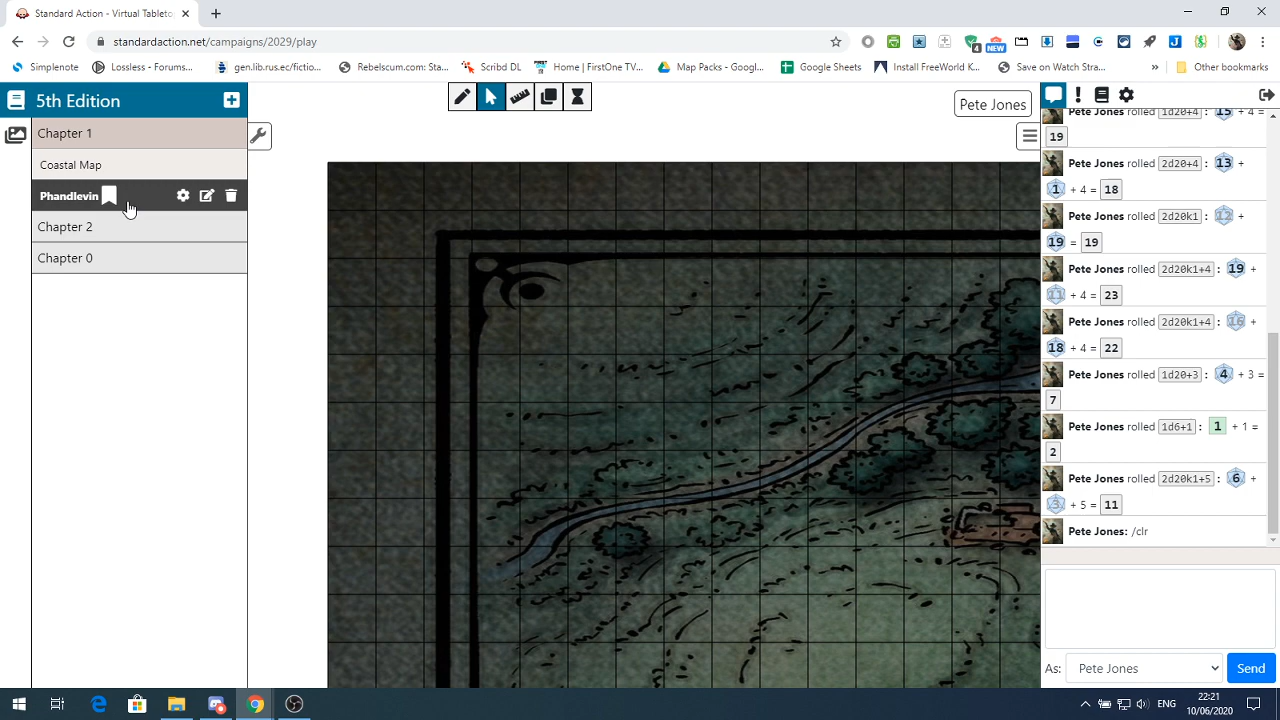 Standard Action - Virtual Tableto
standardaction.net/campaigns/2029/play
4
NEW
Simplenote
Lossless - Forums...
gen.lib.rus.ec/colle...
Rebelscum.com: Sta...
Scribd DL
Home | FirstOne TV...
Map Packs - Googl...
Google Sheets
Install FreeWorld K...
Save on Watch Stra...
»
Other bookmarks
5th Edition
Chapter 1
Coastal Map
Phandlevin
Chapter 2
Chapter 0
Pete Jones
Pete Jones rolled 1d20+4 : 15 + 4 =
19
Pete Jones rolled 2d20+4 : 13 +
1 + 4 = 18
Pete Jones rolled 2d20k1 : 12 +
19 = 19
Pete Jones rolled 2d20k1+4 : 19 +
11 + 4 = 23
Pete Jones rolled 2d20k1+4 : 16 +
18 + 4 = 22
Pete Jones rolled 1d20+3 : 4 + 3 =
7
Pete Jones rolled 1d6+1 : 1 + 1 =
2
Pete Jones rolled 2d20k1+5 : 6 +
3 + 5 = 11
Pete Jones: /clr
As: Pete Jones
Send
ENG
22:21
10/06/2020